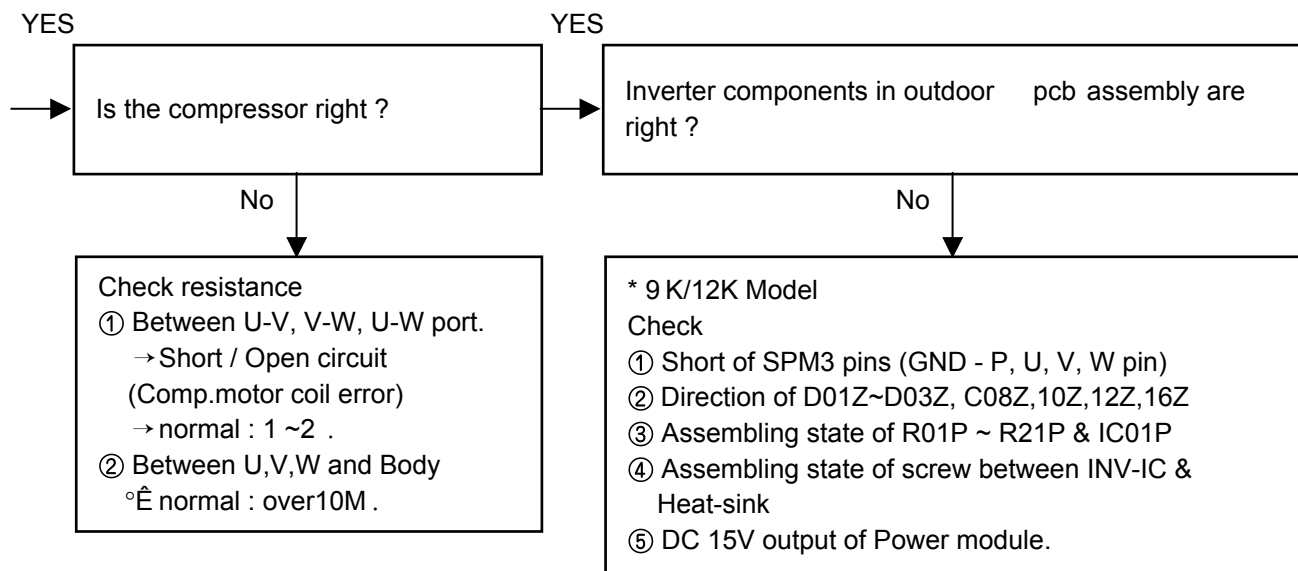 YES
YES
Is the compressor right ?
Inverter components in outdoor pcb assembly are
right ?
No
No
Check resistance
① Between U-V, V-W, U-W port.
→Short / Open circuit
(Comp.motor coil error)
→ normal : 1 ~2 .
② Between U,V,W and Body
°Ê normal : over10M .
* 9 K/12K Model
Check
① Short of SPM3 pins (GND - P, U, V, W pin)
② Direction of D01Z~D03Z, C08Z,10Z,12Z,16Z
③ Assembling state of R01P ~ R21P & IC01P
④ Assembling state of screw between INV-IC &
Heat-sink
⑤ DC 15V output of Power module.